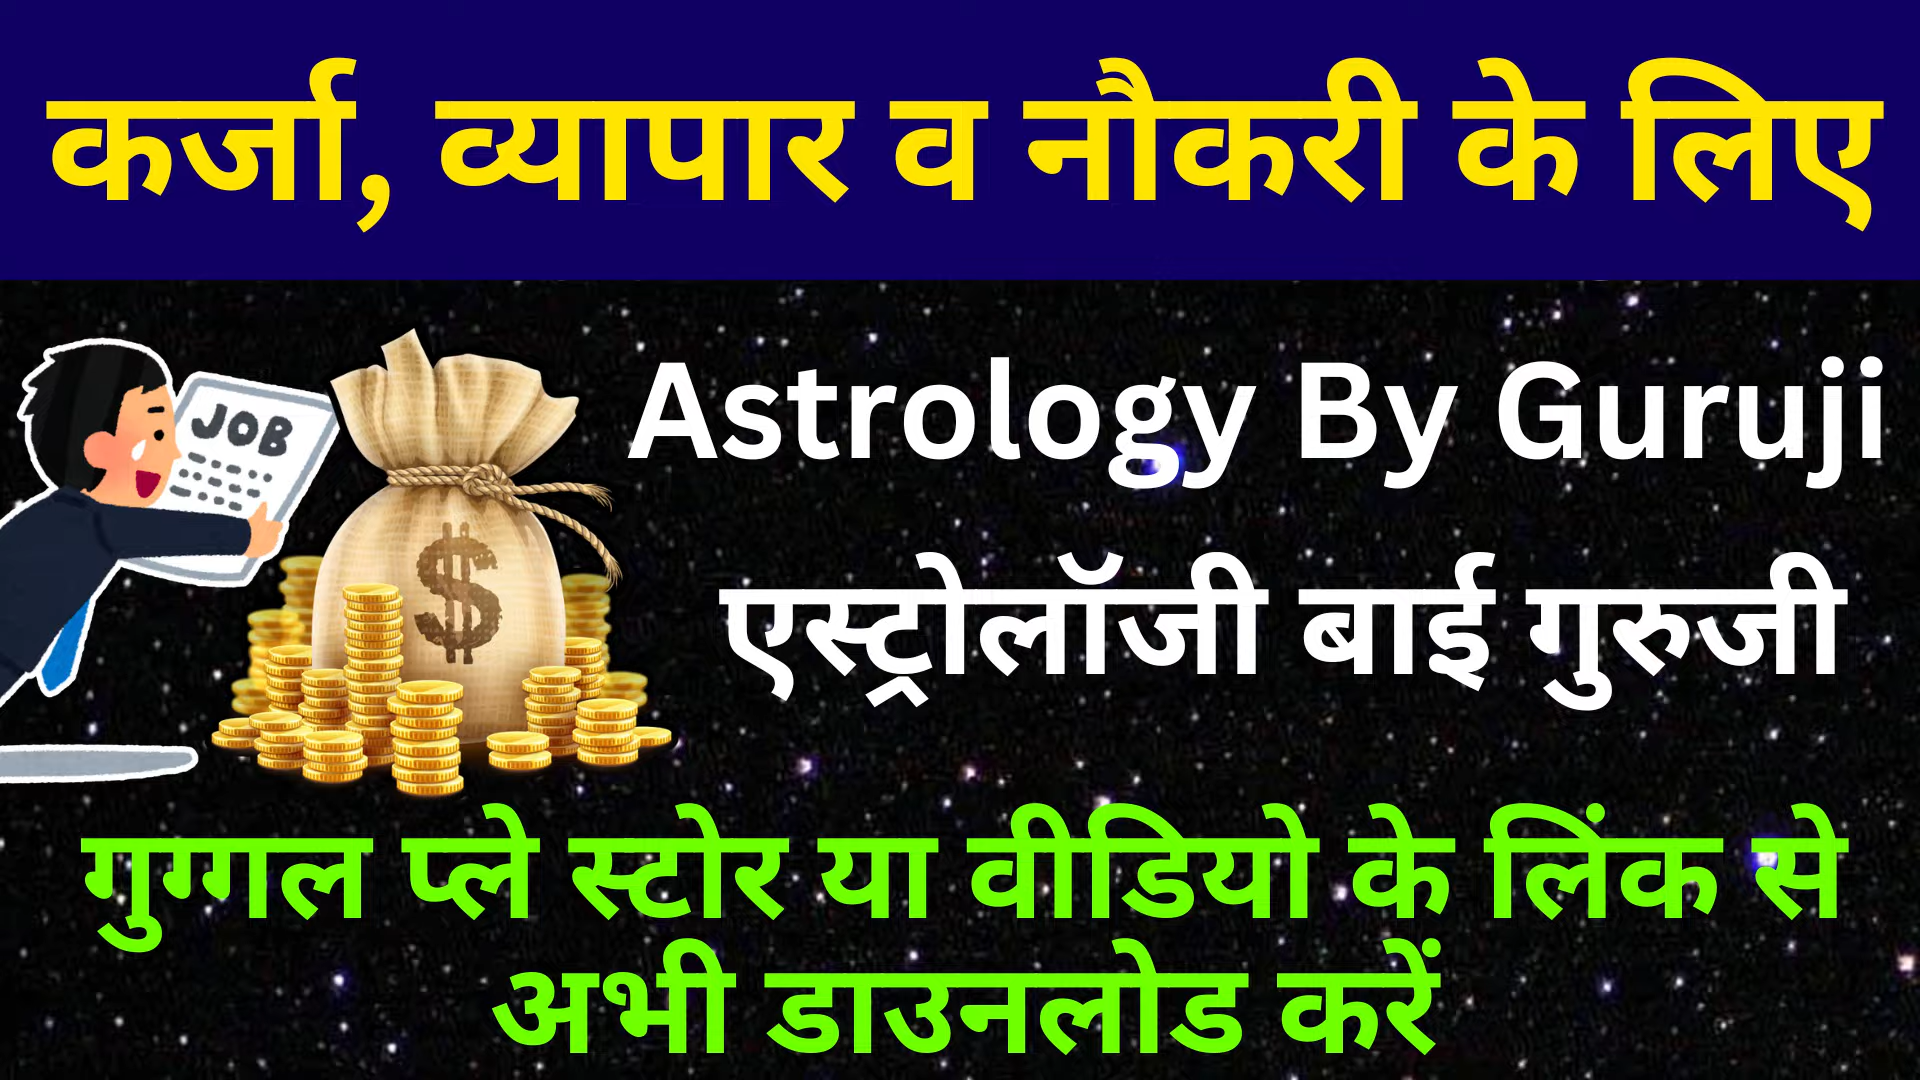 कर्जा, व्यापार व नौकरी के लिए
JOB
$
Astrology By Guruji
एस्ट्रोलॉजी बाई गुरुजी
गुग्गल प्ले स्टोर या वीडियो के लिंक से
अभी डाउनलोड करें